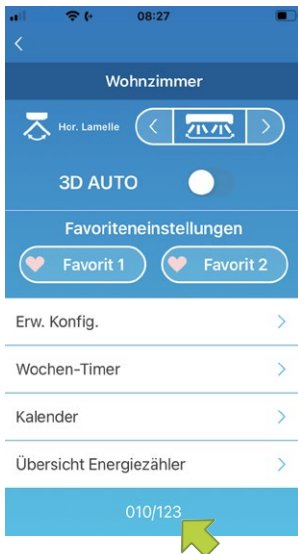 08:27
Wohnzimmer
Hor. Lamelle
3D AUTO
Favoriteneinstellungen
Favorit 1 Favorit 2
Erw. Konfig.
Wochen-Timer
Kalender
Übersicht Energiezähler
010/123